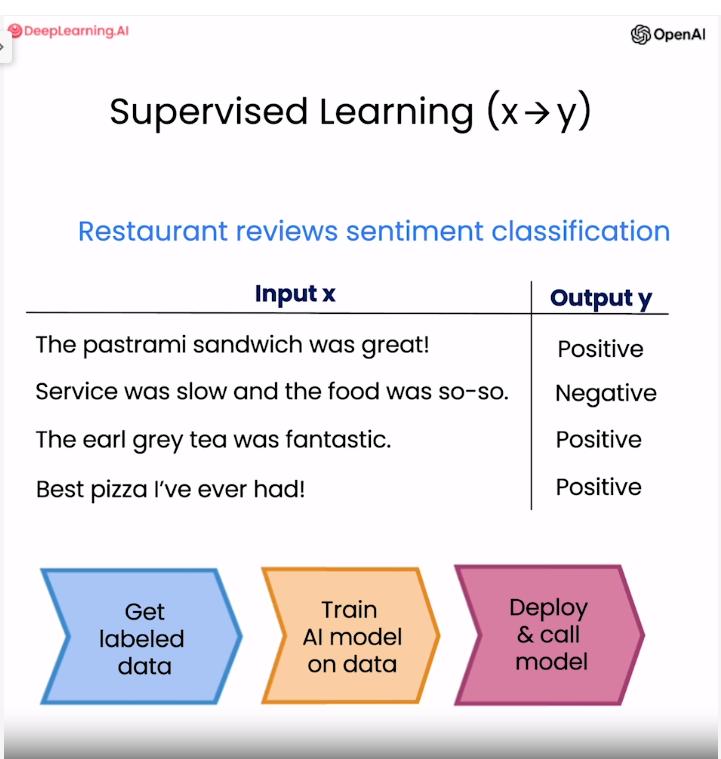 DeepLearning.AI
OpenAI
Supervised Learning (x→y)
Restaurant reviews sentiment classification
Input x
Output y
The pastrami sandwich was great!
Positive
Service was slow and the food was so-so.
Negative
The earl grey tea was fantastic.
Positive
Best pizza I've ever had!
Positive
Get
labeled
data
Train
AI model
on data
Deploy
& call
model